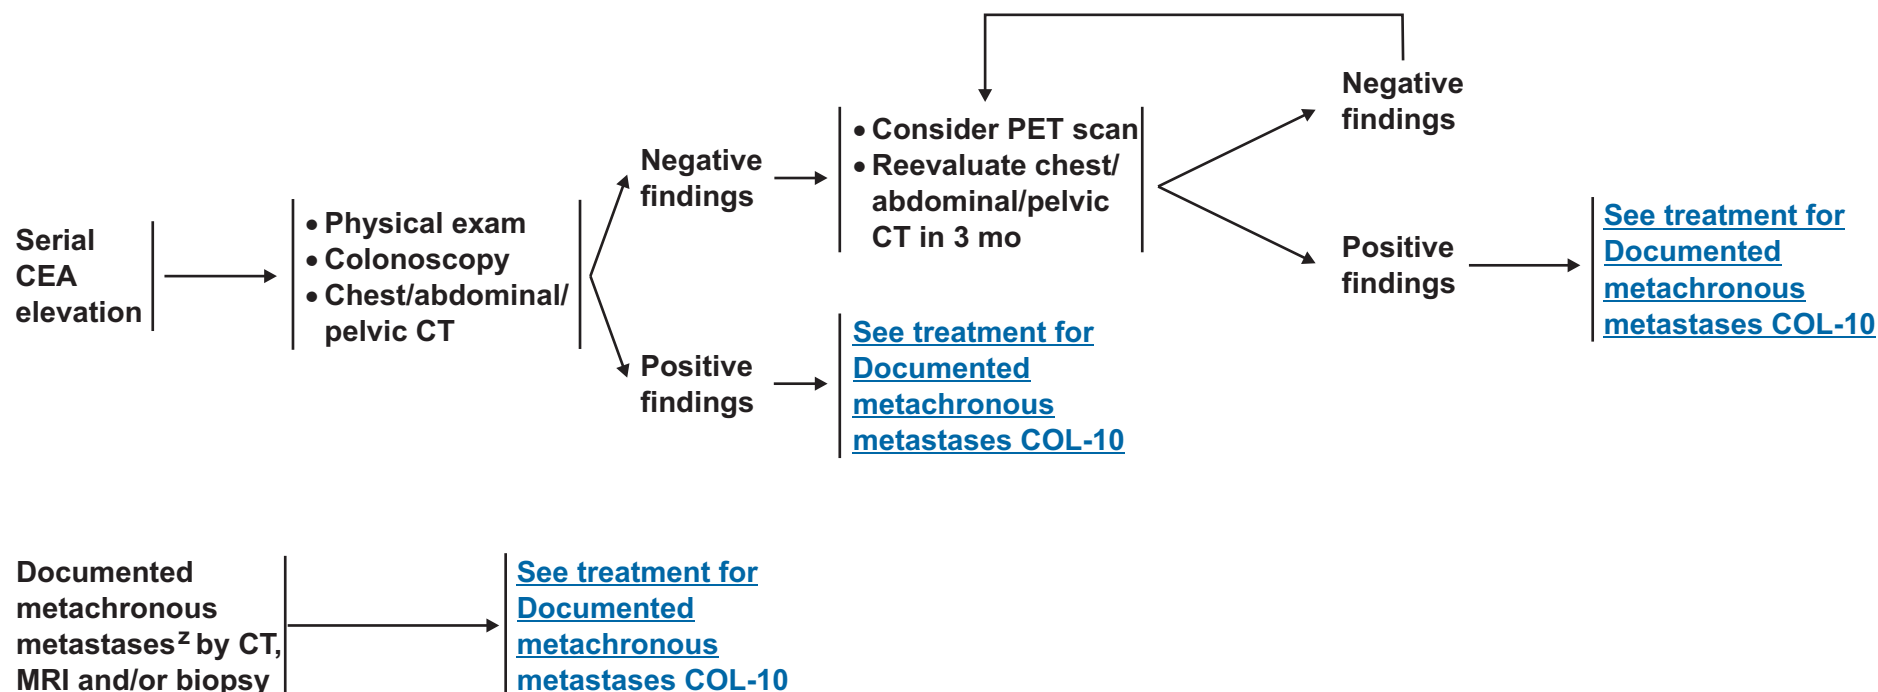 Serial
CEA
elevation
• Physical exam
• Colonoscopy
• Chest/abdominal/
pelvic CT
Negative
findings
• Consider PET scan
• Reevaluate chest/
abdominal/pelvic
CT in 3 mo
Negative
findings
Positive
findings
See treatment for
Documented
metachronous
metastases COL-10
Positive
findings
See treatment for
Documented
metachronous
metastases COL-10
Documented
metachronous
metastasesᶻ by CT,
MRI and/or biopsy
See treatment for
Documented
metachronous
metastases COL-10